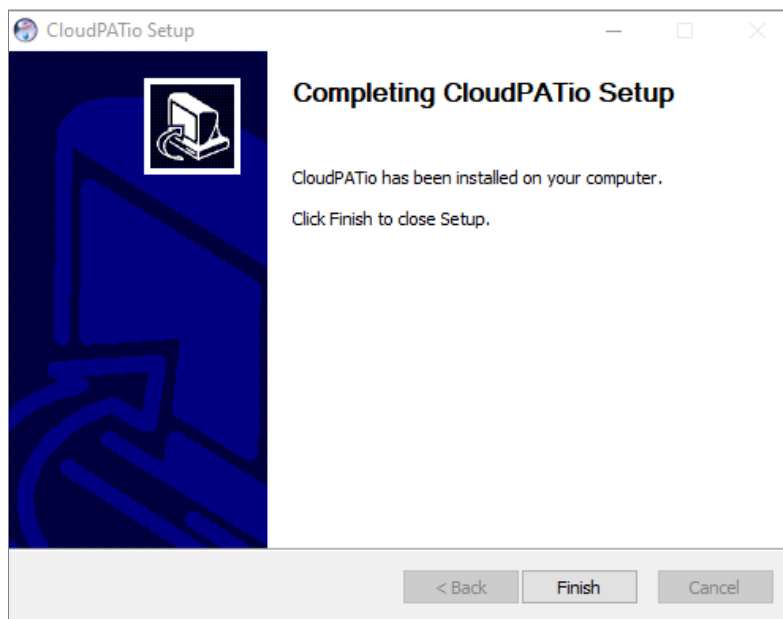 CloudPATio Setup
Completing CloudPATio Setup
CloudPATio has been installed on your computer.
Click Finish to close Setup.
< Back
Finish
Cancel